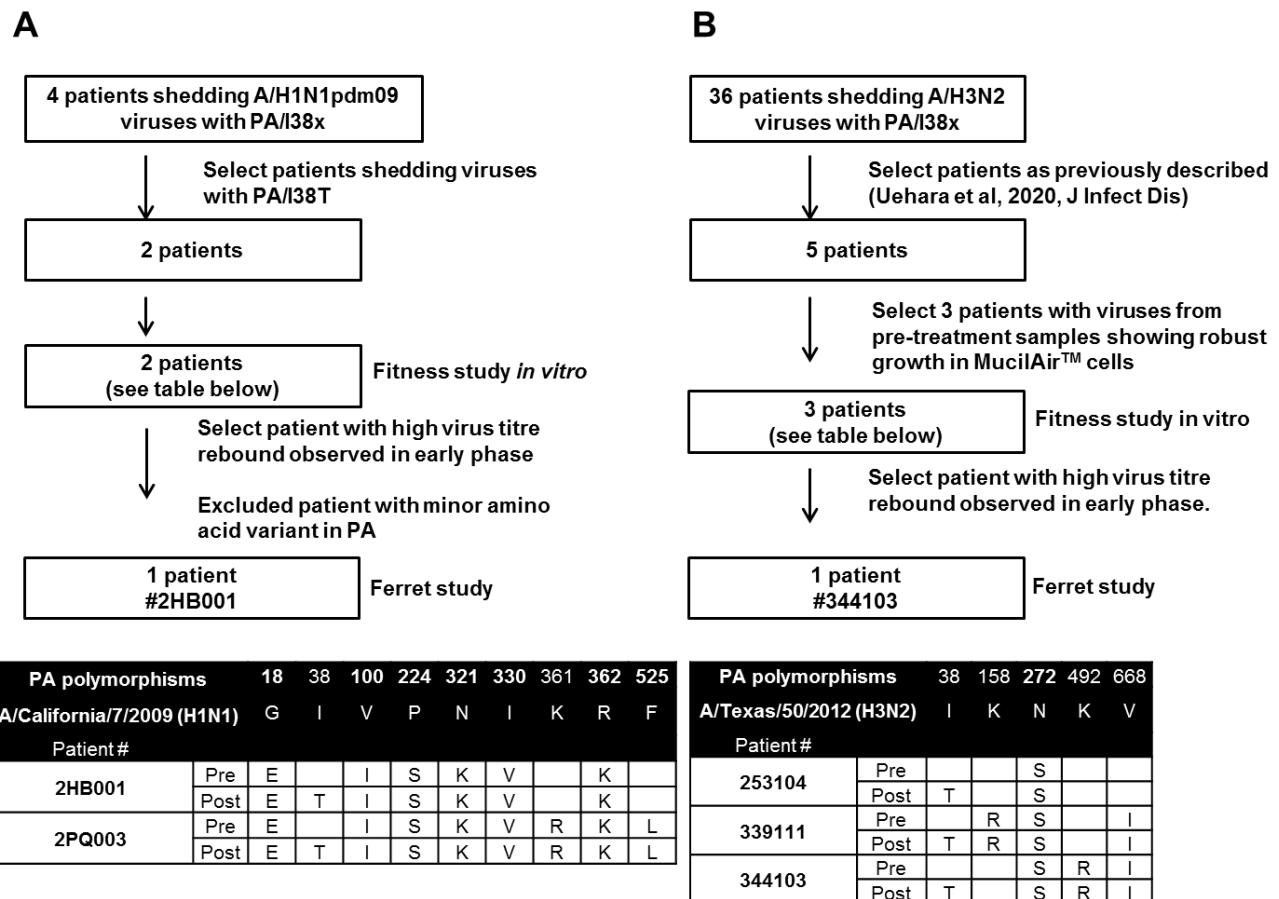 A
4 patients shedding A/H1N1pdm09
viruses with PA/I38x
Select patients shedding viruses
with PA/I38T
2 patients
2 patients
(see table below)
Fitness study in vitro
Select patient with high virus titre
rebound observed in early phase
Excluded patient with minor amino
acid variant in PA
1 patient
#2HB001
Ferret study
PA polymorphisms 18 38 100 224 321 330 361 362 525
A/California/7/2009 (H1N1) G I V P N I K R F
Patient #
2HB001
Pre E I S K V K
Post E T I S K V K
2PQ003
Pre E I S K V R K L
Post E T I S K V R K L
B
36 patients shedding A/H3N2
viruses with PA/I38x
Select patients as previously described
(Uehara et al, 2020, J Infect Dis)
5 patients
Select 3 patients with viruses from
pre-treatment samples showing robust
growth in MucilAir™ cells
3 patients
(see table below)
Fitness study in vitro
Select patient with high virus titre
rebound observed in early phase.
1 patient
#344103
Ferret study
PA polymorphisms 38 158 272 492 668
A/Texas/50/2012 (H3N2) I K N K V
Patient #
253104
Pre S
Post T S
339111
Pre R S I
Post T R S I
344103
Pre S R I
Post T S R I